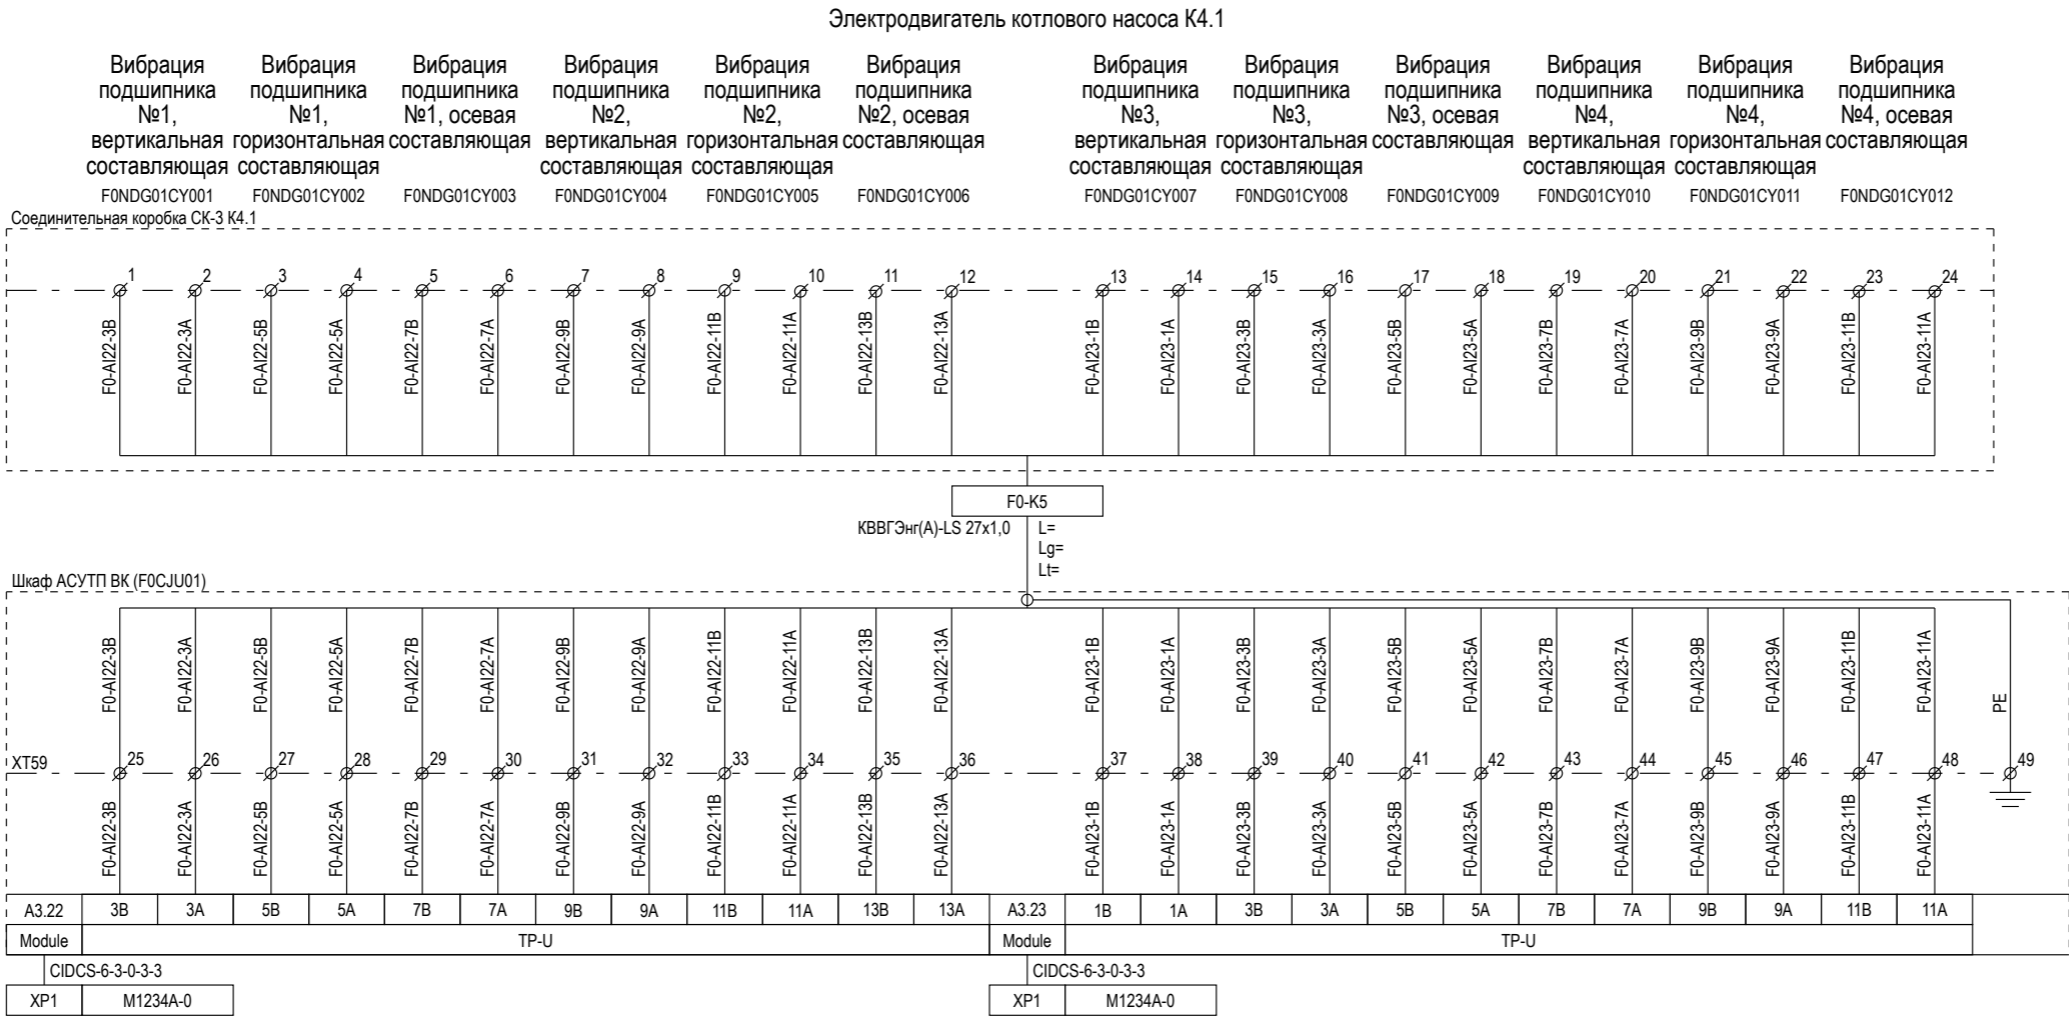 Электродвигатель котлового насоса К4.1
Вибрация подшипника №1, вертикальная составляющая
Вибрация подшипника №1, горизонтальная составляющая
Вибрация подшипника №1, осевая составляющая
Вибрация подшипника №2, вертикальная составляющая
Вибрация подшипника №2, горизонтальная составляющая
Вибрация подшипника №2, осевая составляющая
Вибрация подшипника №3, вертикальная составляющая
Вибрация подшипника №3, горизонтальная составляющая
Вибрация подшипника №3, осевая составляющая
Вибрация подшипника №4, вертикальная составляющая
Вибрация подшипника №4, горизонтальная составляющая
Вибрация подшипника №4, осевая составляющая
F0NDG01CY001 F0NDG01CY002 F0NDG01CY003 F0NDG01CY004 F0NDG01CY005 F0NDG01CY006 F0NDG01CY007 F0NDG01CY008 F0NDG01CY009 F0NDG01CY010 F0NDG01CY011 F0NDG01CY012
Соединительная коробка СК-3 К4.1
1 2 3 4 5 6 7 8 9 10 11 12 13 14 15 16 17 18 19 20 21 22 23 24
F0-AI22-3B F0-AI22-3A F0-AI22-5B F0-AI22-5A F0-AI22-7B F0-AI22-7A F0-AI22-9B F0-AI22-9A F0-AI22-11B F0-AI22-11A F0-AI22-13B F0-AI22-13A F0-AI23-1B F0-AI23-1A F0-AI23-3B F0-AI23-3A F0-AI23-5B F0-AI23-5A F0-AI23-7B F0-AI23-7A F0-AI23-9B F0-AI23-9A F0-AI23-11B F0-AI23-11A
F0-K5
КВВГЭнг(А)-LS 27x1,0 L=
Lg=
Lt=
Шкаф АСУТП ВК (F0CJU01)
F0-AI22-3B F0-AI22-3A F0-AI22-5B F0-AI22-5A F0-AI22-7B F0-AI22-7A F0-AI22-9B F0-AI22-9A F0-AI22-11B F0-AI22-11A F0-AI22-13B F0-AI22-13A F0-AI23-1B F0-AI23-1A F0-AI23-3B F0-AI23-3A F0-AI23-5B F0-AI23-5A F0-AI23-7B F0-AI23-7A F0-AI23-9B F0-AI23-9A F0-AI23-11B F0-AI23-11A PE
XT59 25 26 27 28 29 30 31 32 33 34 35 36 37 38 39 40 41 42 43 44 45 46 47 48 49
F0-AI22-3B F0-AI22-3A F0-AI22-5B F0-AI22-5A F0-AI22-7B F0-AI22-7A F0-AI22-9B F0-AI22-9A F0-AI22-11B F0-AI22-11A F0-AI22-13B F0-AI22-13A F0-AI23-1B F0-AI23-1A F0-AI23-3B F0-AI23-3A F0-AI23-5B F0-AI23-5A F0-AI23-7B F0-AI23-7A F0-AI23-9B F0-AI23-9A F0-AI23-11B F0-AI23-11A
A3.22 3B 3A 5B 5A 7B 7A 9B 9A 11B 11A 13B 13A A3.23 1B 1A 3B 3A 5B 5A 7B 7A 9B 9A 11B 11A
Module TP-U Module TP-U
CIDCS-6-3-0-3-3 CIDCS-6-3-0-3-3
XP1 M1234A-0 XP1 M1234A-0